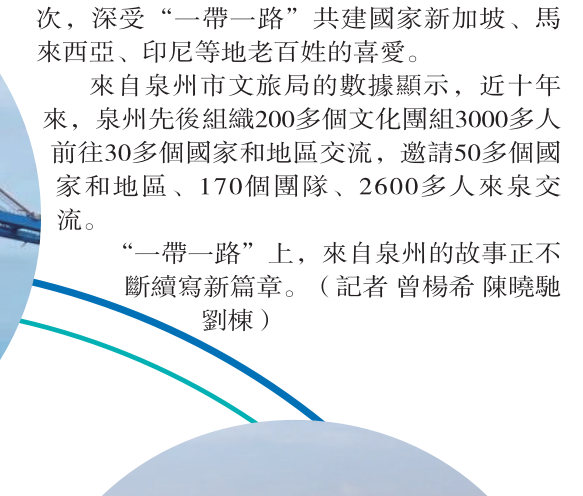 次，深受“一帶一路”共建國家新加坡、馬
來西亞、印尼等地老百姓的喜愛。
來自泉州市文旅局的數據顯示，近十年
來，泉州先後組織200多個文化團組3000多人
前往30多個國家和地區交流，邀請50多個國
家和地區、170個團隊、2600多人來泉交
流。
“一帶一路”上，來自泉州的故事正不
斷續寫新篇章。（記者 曾楊希 陳曉馳
劉棟）